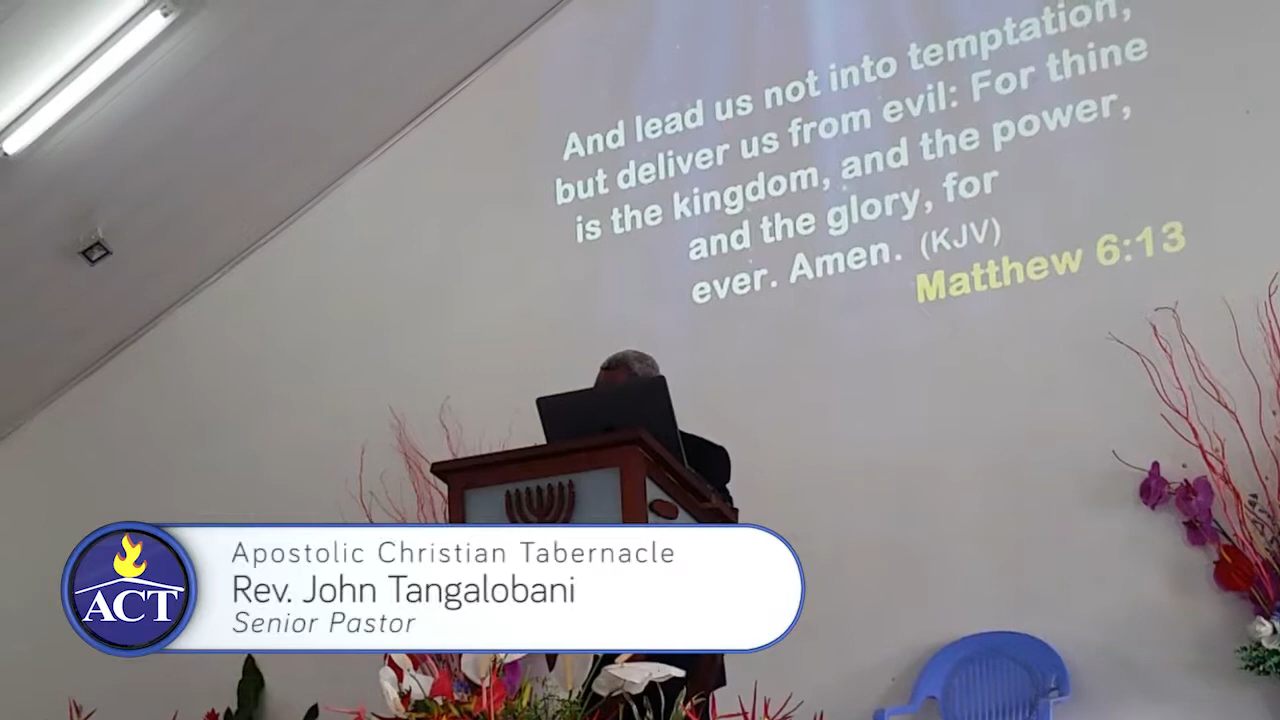 And lead us not into temptation,
but deliver us from evil: For thine
is the kingdom, and the power,
and the glory, for
ever. Amen. (KJV)
Matthew 6:13
ACT
Apostolic Christian Tabernacle
Rev. John Tangalobani
Senior Pastor